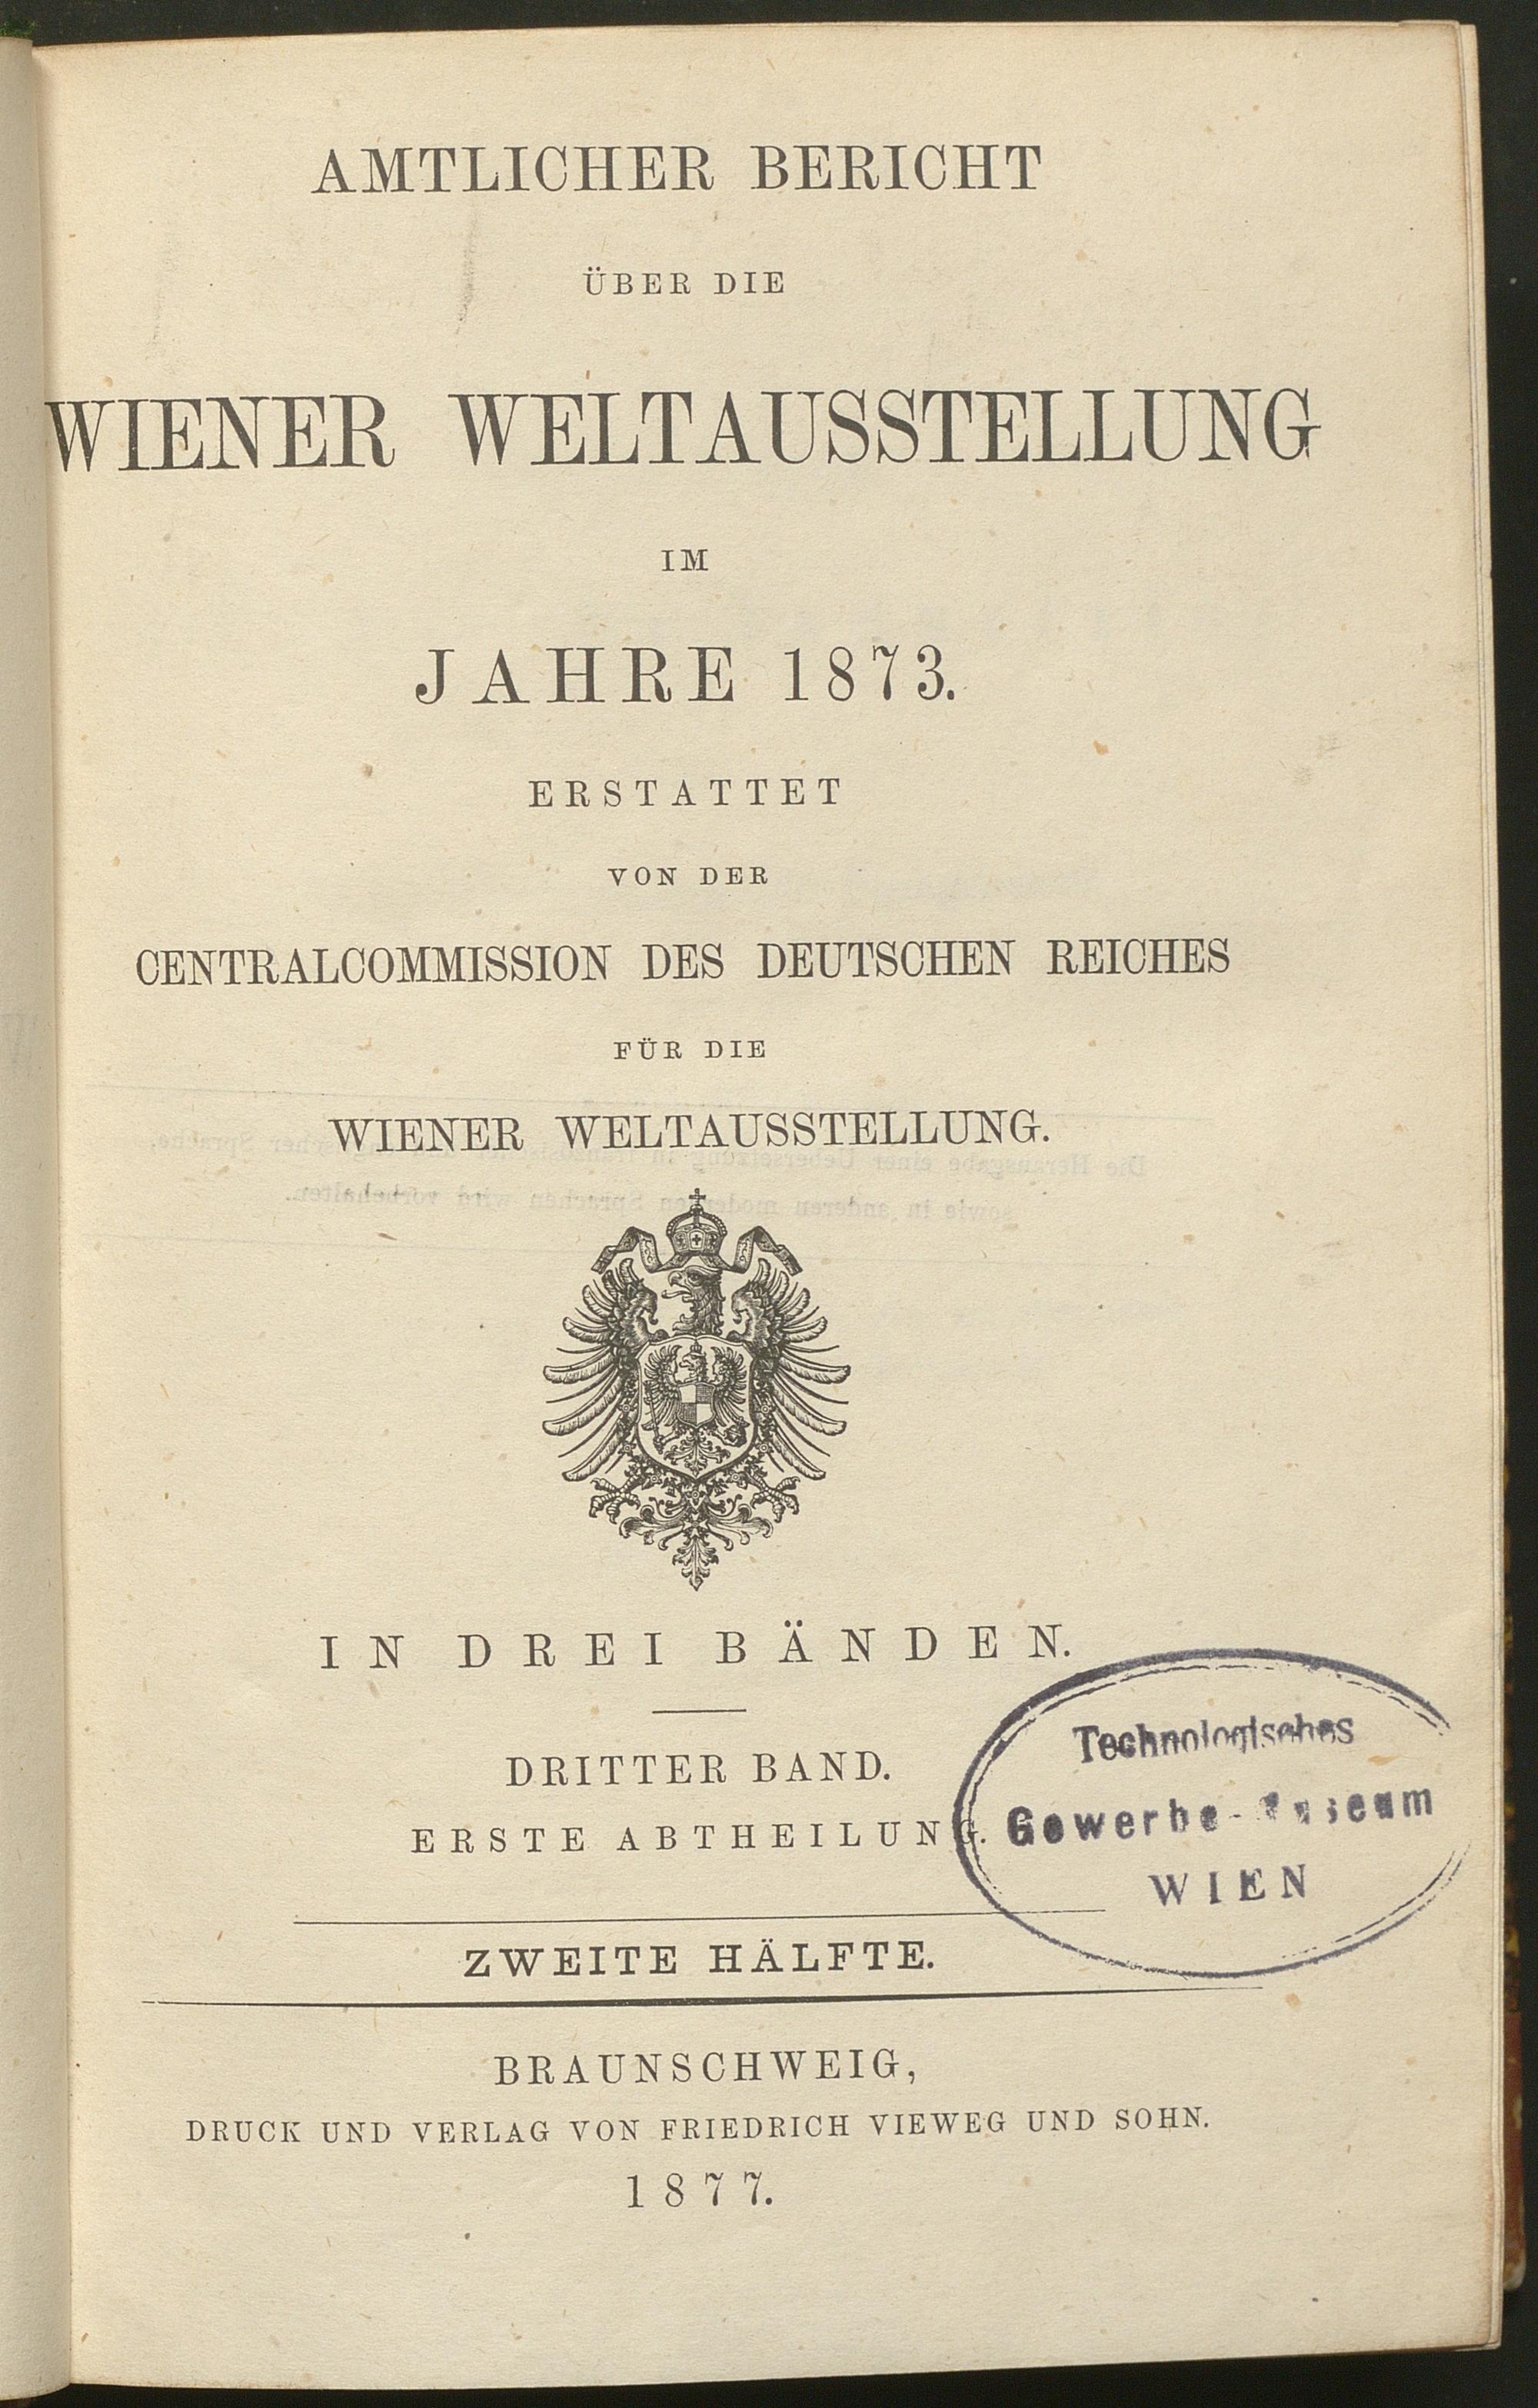 AMTLICHER BERICHT
ÜBER DIE
WIENER WELTAUSSTELLUNG
IM
JAHRE 1873.
ERSTATTET
VON DER
CENTRALCOMMISSION DES DEUTSCHEN REICHES
FÜR DIE
WIENER WELTAUSSTELLUNG.
IN DREI BÄNDEN.
DRITTER BAND.
ERSTE ABTHEILUNG.
Technologisches
Gewerbe-Museum
WIEN
ZWEITE HÄLFTE.
BRAUNSCHWEIG,
DRUCK UND VERLAG VON FRIEDRICH VIEWEG UND SOHN.
1877.